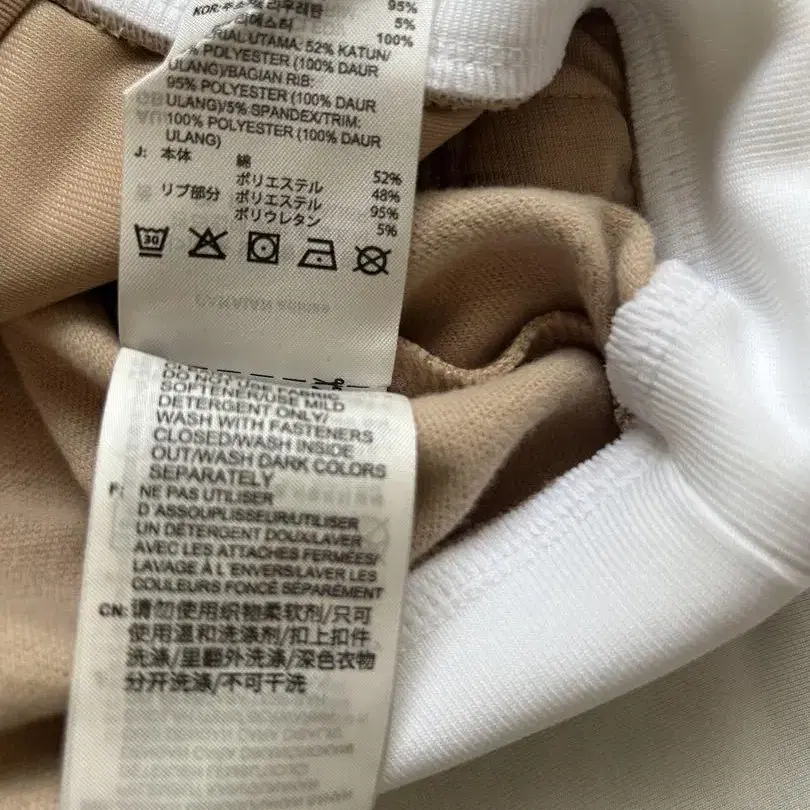 95%
5%
100%
RIAL UTAMA: 52% KATUN/
POLYESTER (100% DAUR
ULANG)/BAGIAN RIB:
95% POLYESTER (100% DAUR
ULANG)/5% SPANDEX/TRIM:
100% POLYESTER (100% DAUR
ULANG)
J: 本体 綿 52%
ポリエステル 48%
リブ部分 ポリエステル 95%
ポリウレタン 5%
30
DO NOT USE FABRIC
SOFTENER/USE MILD
DETERGENT ONLY/
WASH WITH FASTENERS
CLOSED/WASH INSIDE
OUT/WASH DARK COLORS
SEPARATELY
F: NE PAS UTILISER
D'ASSOUPLISSEUR/UTILISER
UN DÉTERGENT DOUX/LAVER
AVEC LES ATTACHES FERMÉES/
LAVAGE À L'ENVERS/LAVER LES
COULEURS FONCÉ SÉPARÉMENT
CN: 请勿使用织物柔软剂/只可
使用温和洗涤剂/扣上扣件
洗涤/里翻外洗涤/深色衣物
分开洗涤/不可干洗